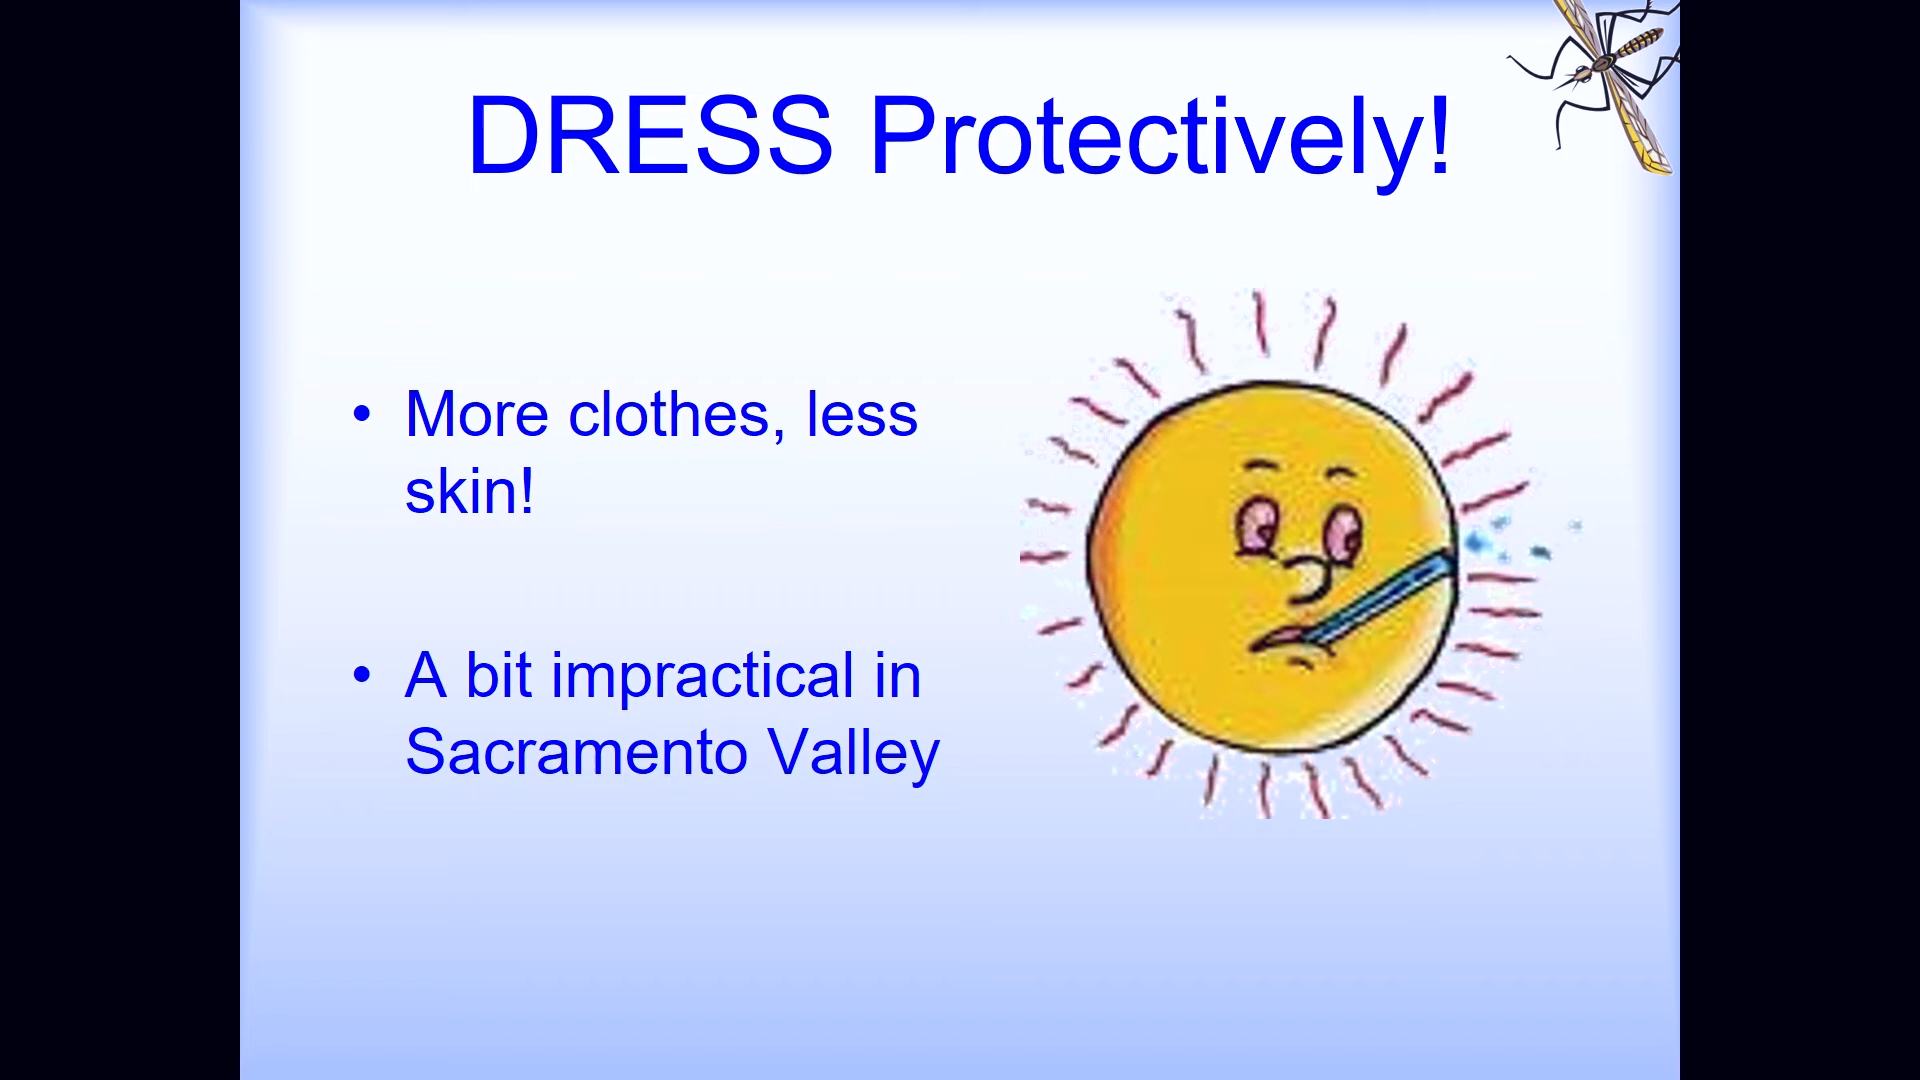 DRESS Protectively!
• More clothes, less
skin!
• A bit impractical in
Sacramento Valley